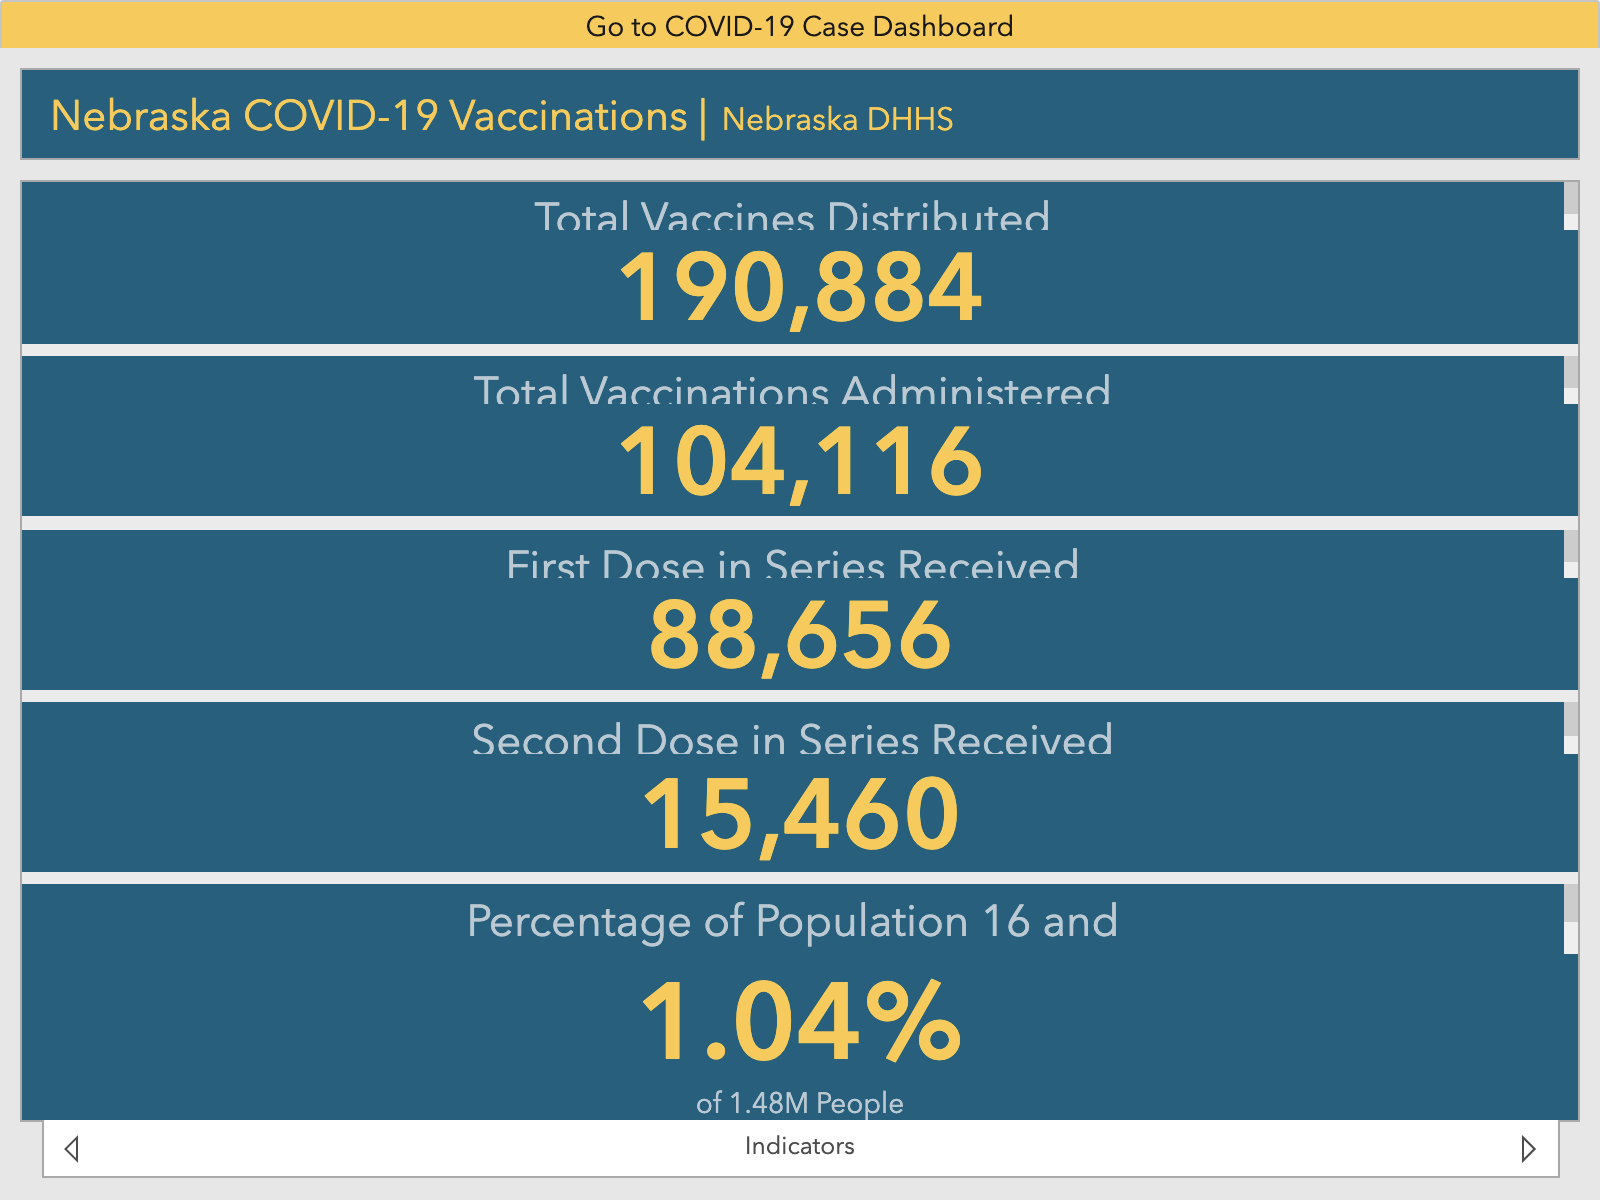 Go to COVID-19 Case Dashboard
Nebraska COVID-19 Vaccinations | Nebraska DHHS
Total Vaccines Distributed
190,884
Total Vaccinations Administered
104,116
First Dose in Series Received
88,656
Second Dose in Series Received
15,460
Percentage of Population 16 and
1.04%
of 1.48M People
Indicators